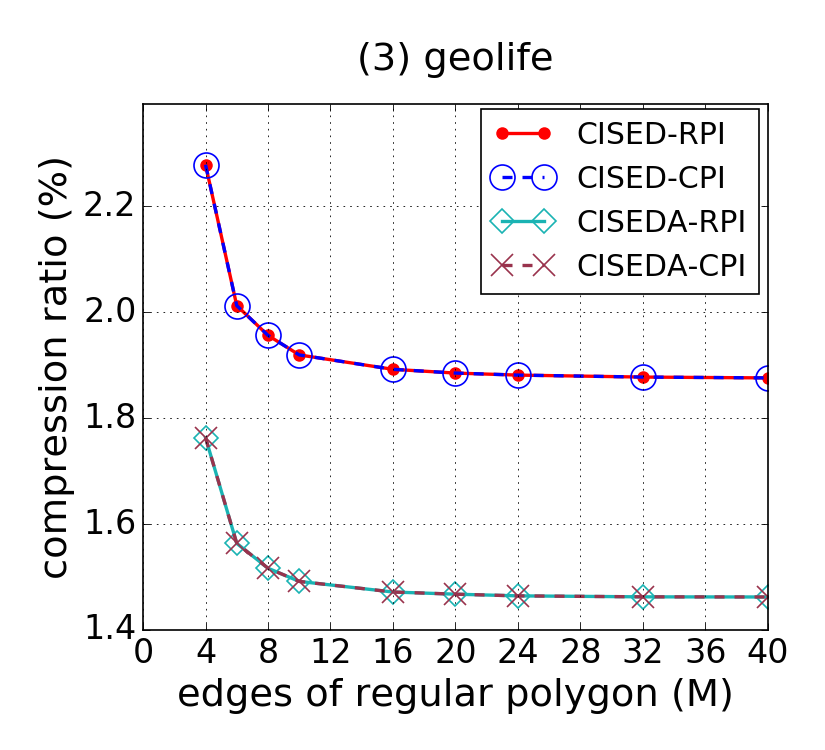 (3) geolife
CISED-RPI
CISED-CPI
CISEDA-RPI
CISEDA-CPI
compression ratio (%)
2.2
2.0
1.8
1.6
1.4
0 4 8 12 16 20 24 28 32 36 40
edges of regular polygon (M)